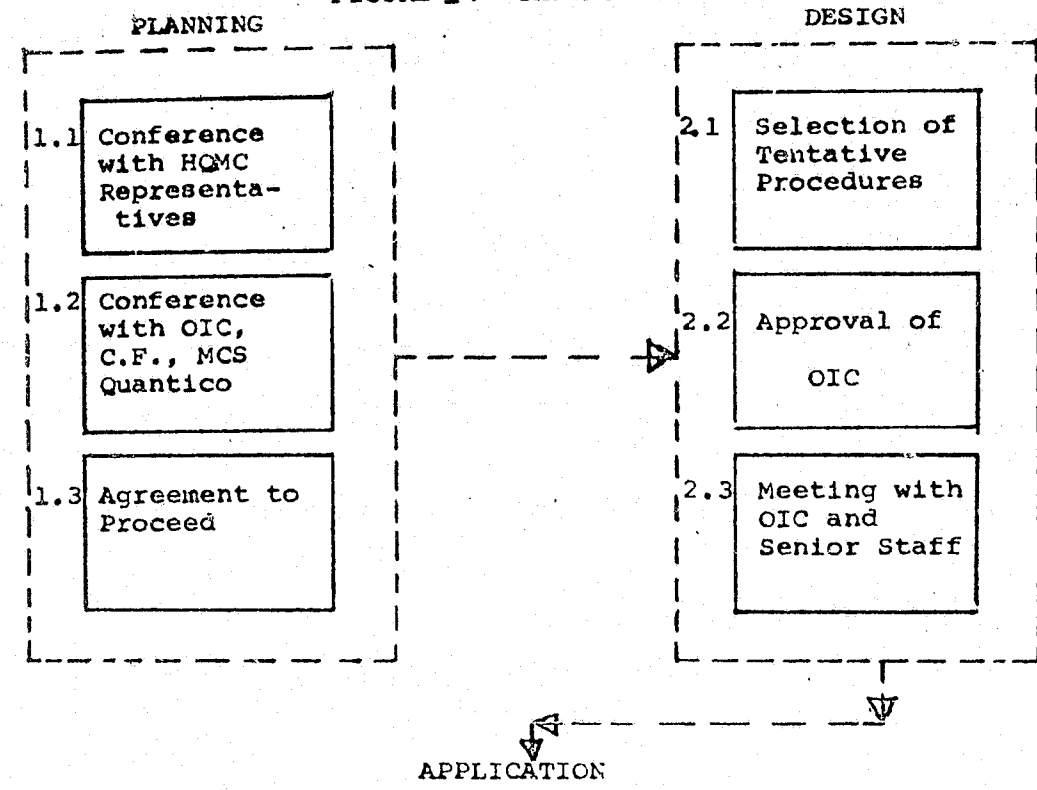 PLANNING
1.1 Conference
with HQMC
Representa-
tives
1.2 Conference
with OIC,
C.F., MCS
Quantico
1.3 Agreement to
Proceed
DESIGN
2.1 Selection of
Tentative
Procedures
2.2 Approval of
OIC
2.3 Meeting with
OIC and
Senior Staff
APPLICATION